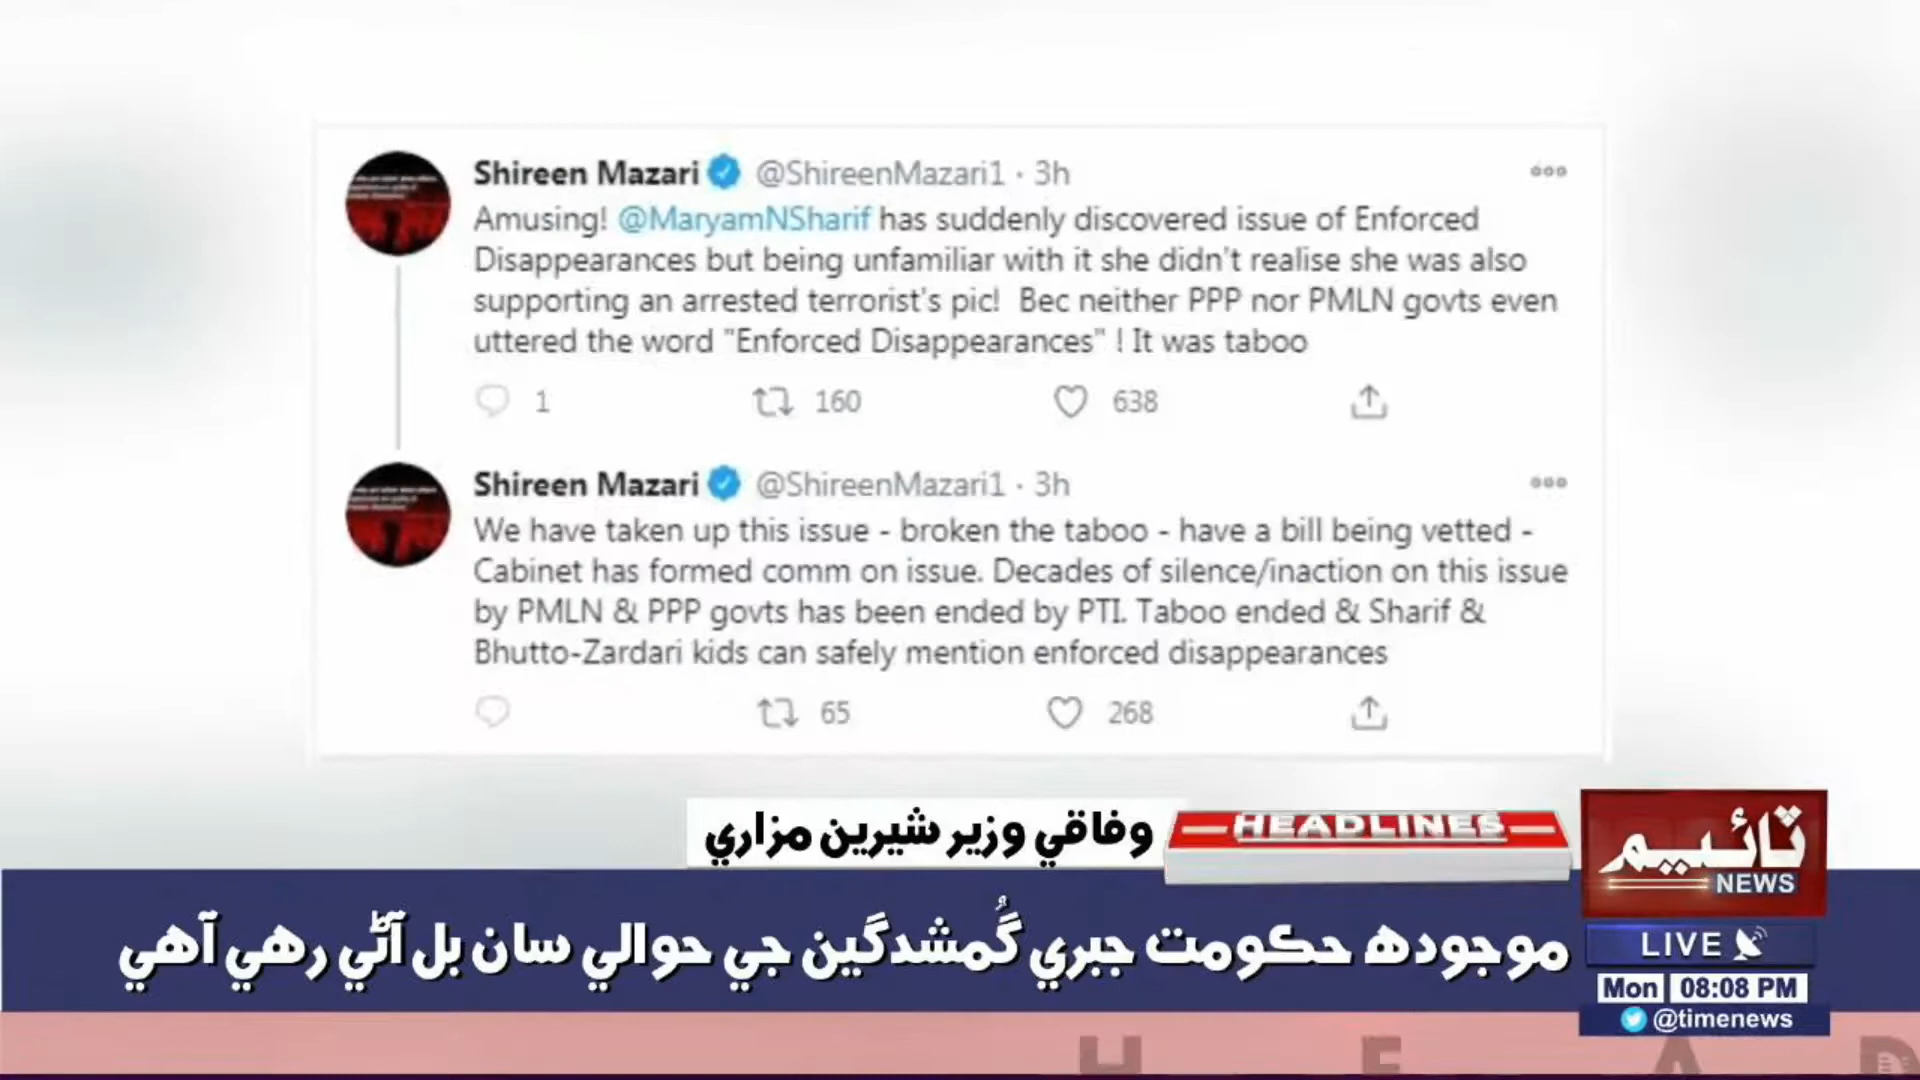 Shireen Mazari @ShireenMazari1 · 3h
Amusing! @MaryamNSharif has suddenly discovered issue of Enforced
Disappearances but being unfamiliar with it she didn't realise she was also
supporting an arrested terrorist's pic! Bec neither PPP nor PMLN govts even
uttered the word "Enforced Disappearances" ! It was taboo
1 160 638
Shireen Mazari @ShireenMazari1 · 3h
We have taken up this issue - broken the taboo - have a bill being vetted -
Cabinet has formed comm on issue. Decades of silence/inaction on this issue
by PMLN & PPP govts has been ended by PTI. Taboo ended & Sharif &
Bhutto-Zardari kids can safely mention enforced disappearances
65 268
وفاقي وزير شيرين مزاري
HEADLINES
موجودهه حڪومت جبري گُمشدگين جي حوالي سان بل آڻي رهي آهي
ٽائيم
NEWS
LIVE
Mon 08:08 PM
@timenews
H E A D